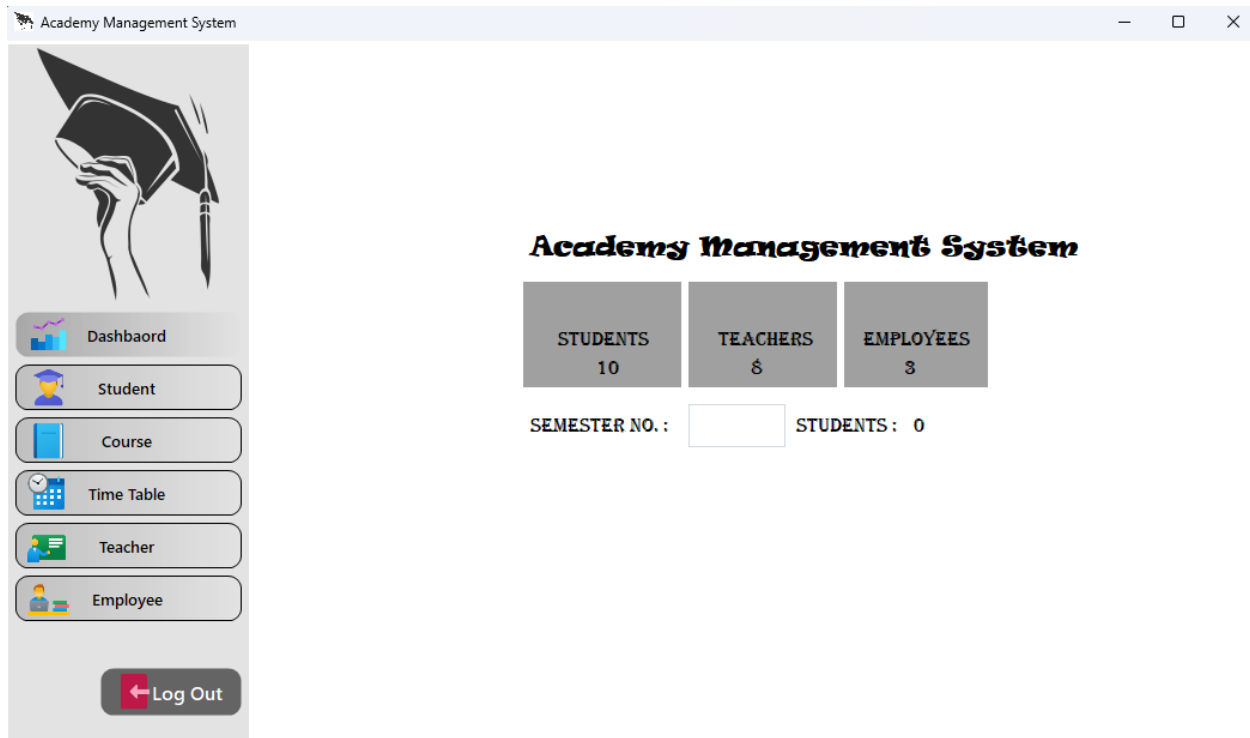 Academy Management System
Dashbaord
Student
Course
Time Table
Teacher
Employee
Log Out
Academy Management System
STUDENTS TEACHERS EMPLOYEES
10 8 3
SEMESTER NO. : STUDENTS : 0